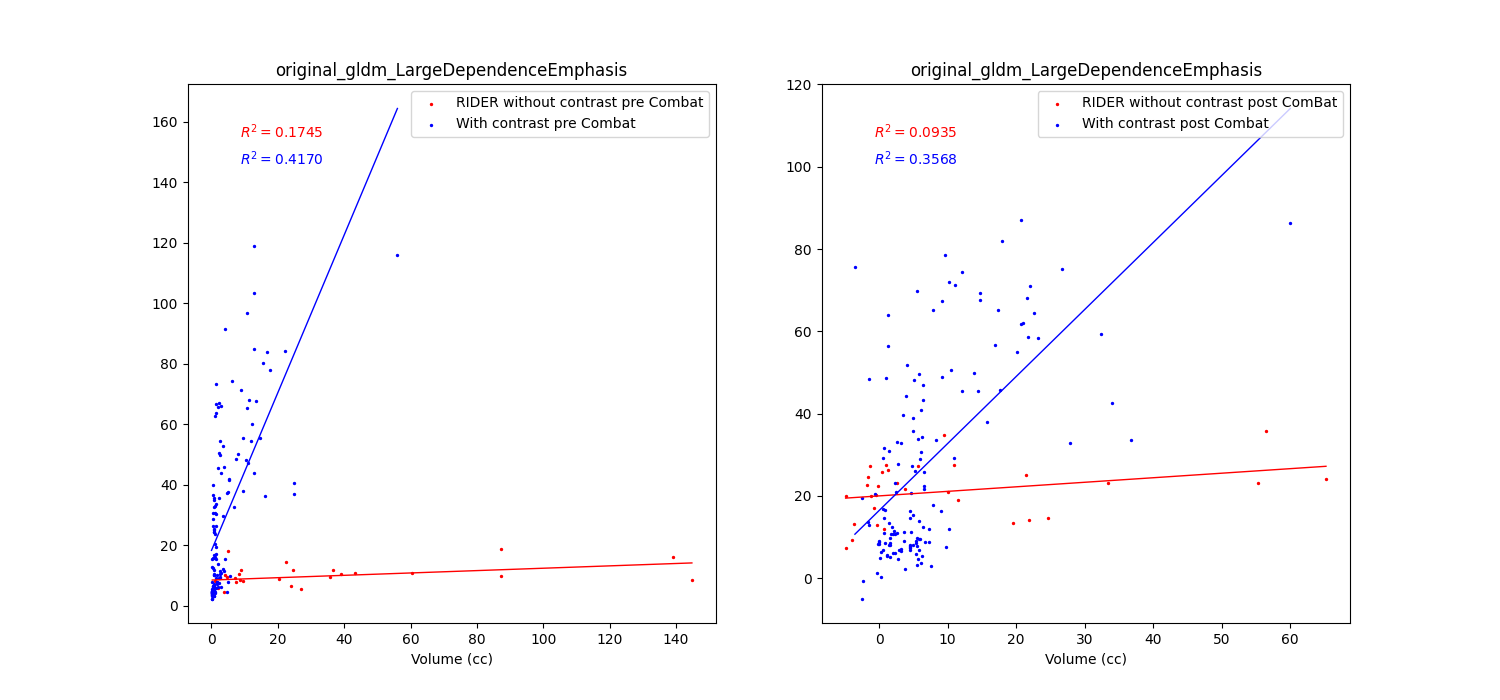 original_gldm_LargeDependenceEmphasis
RIDER without contrast pre Combat
With contrast pre Combat
R² = 0.1745
R² = 0.4170
160
140
120
100
80
60
40
20
0
0 20 40 60 80 100 120 140
Volume (cc)
original_gldm_LargeDependenceEmphasis
RIDER without contrast post ComBat
With contrast post Combat
R² = 0.0935
R² = 0.3568
120
100
80
60
40
20
0
0 10 20 30 40 50 60
Volume (cc)